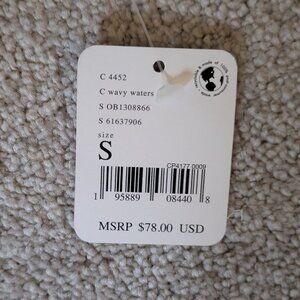 C 4452
C wavy waters
S OB1308866
S 61637906
size
S
CP4177 0009
1 95889 08440 8
MSRP $78.00 USD